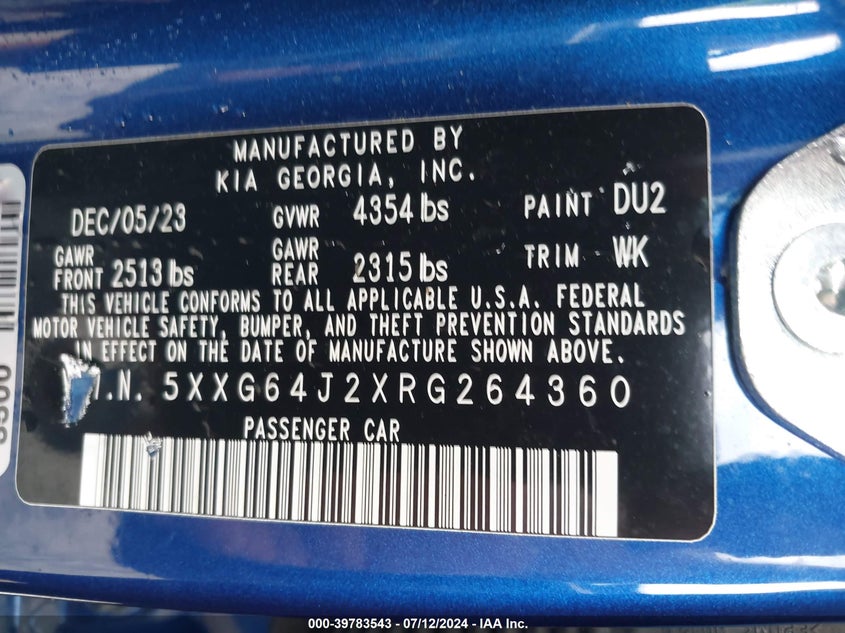 MANUFACTURED BY
KIA GEORGIA, INC.
DEC/05/23 GVWR 4354 lbs PAINT DU2
GAWR FRONT 2513 lbs GAWR REAR 2315 lbs TRIM WK
THIS VEHICLE CONFORMS TO ALL APPLICABLE U.S.A. FEDERAL
MOTOR VEHICLE SAFETY, BUMPER, AND THEFT PREVENTION STANDARDS
IN EFFECT ON THE DATE OF MANUFACTURE SHOWN ABOVE.
.I.N. 5XXG64J2XRG264360
PASSENGER CAR
000-39783543 / 07/12/2024 - IAA Inc.